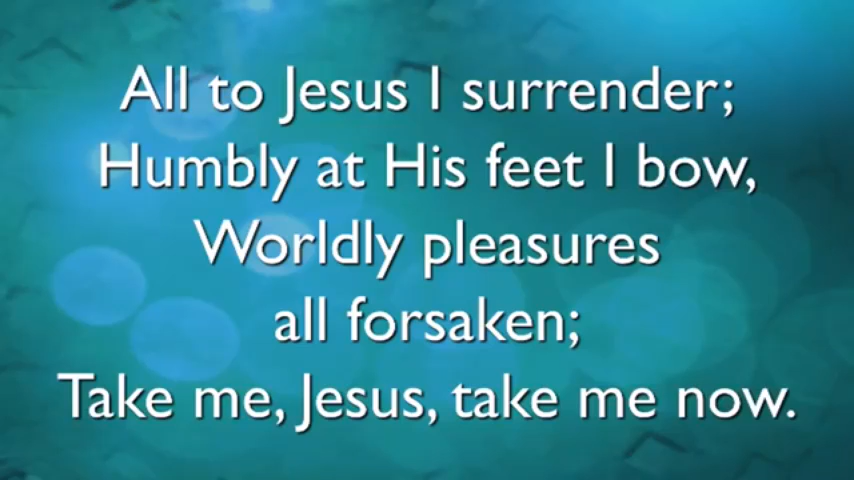 All to Jesus I surrender;
Humbly at His feet I bow,
Worldly pleasures
all forsaken;
Take me, Jesus, take me now.